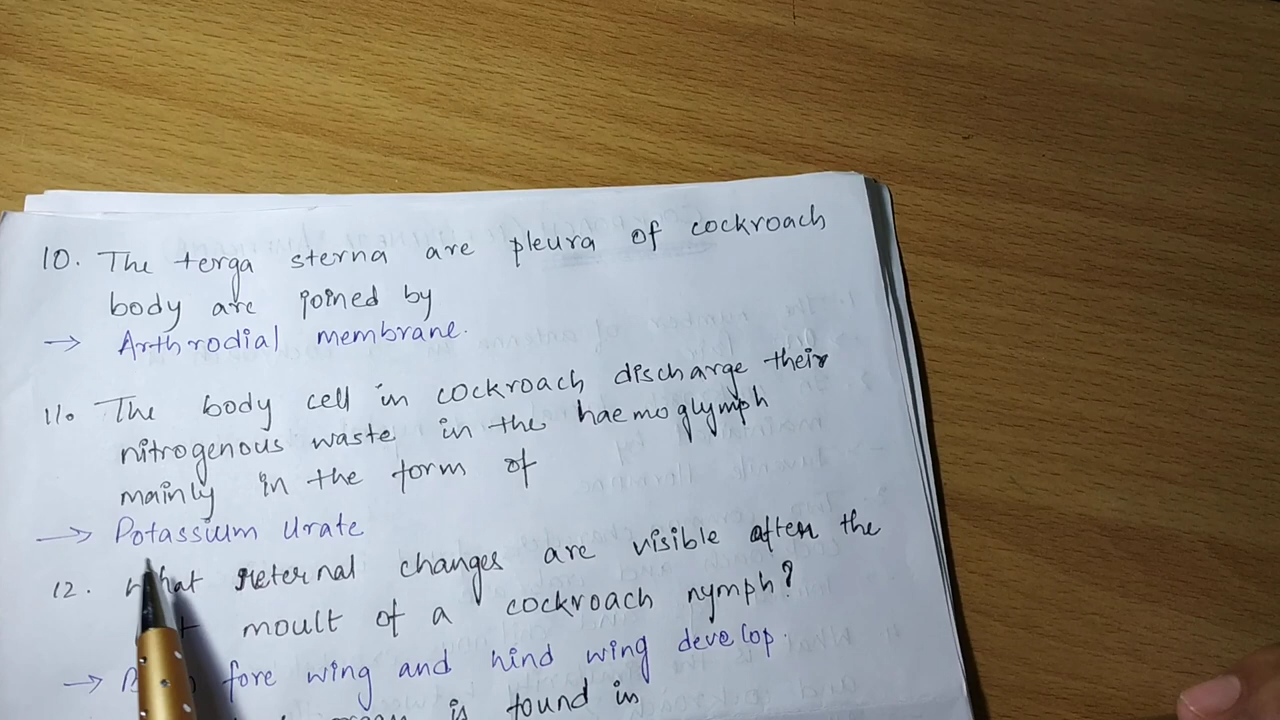 10. The terga sterna are pleura of cockroach
body are joined by
→ Arthrodial membrane.
11. The body cell in cockroach discharge their
nitrogenous waste in the haemoglymph
mainly in the form of
→ Potassium Urate
12. What changes are visible after the
moult of a cockroach nymph?
→ fore wing and hind wing develop.
is found in